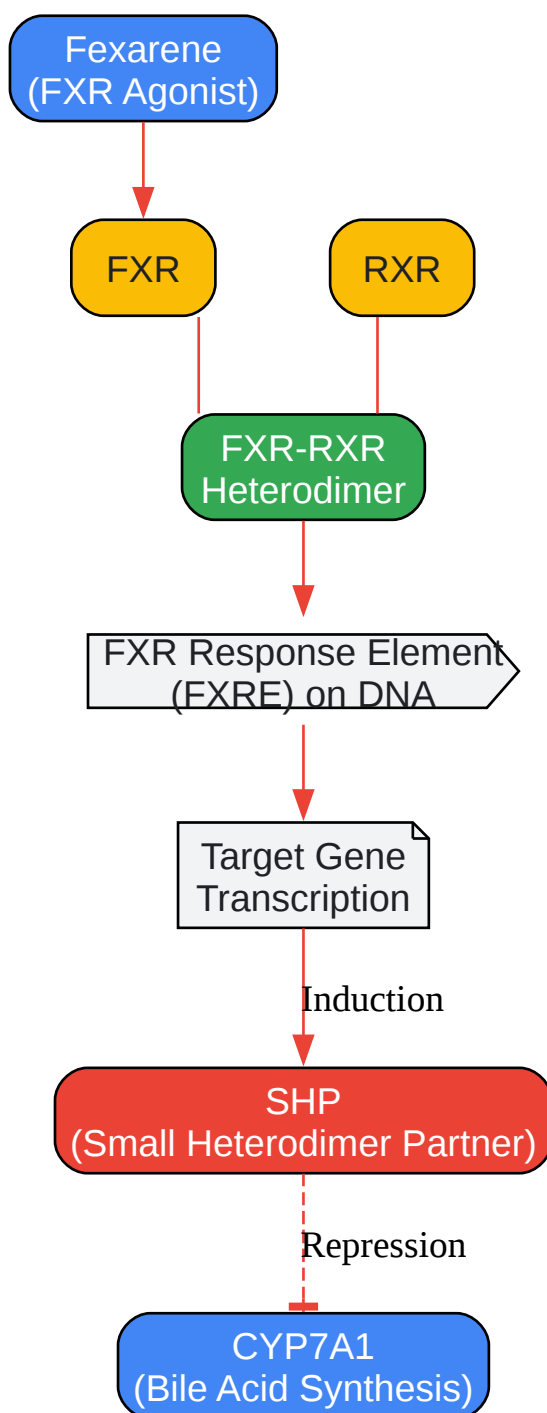 Fexarene
(FXR Agonist)
FXR
RXR
FXR-RXR
Heterodimer
FXR Response Element
(FXRE) on DNA
Target Gene
Transcription
Induction
SHP
(Small Heterodimer Partner)
Repression
CYP7A1
(Bile Acid Synthesis)